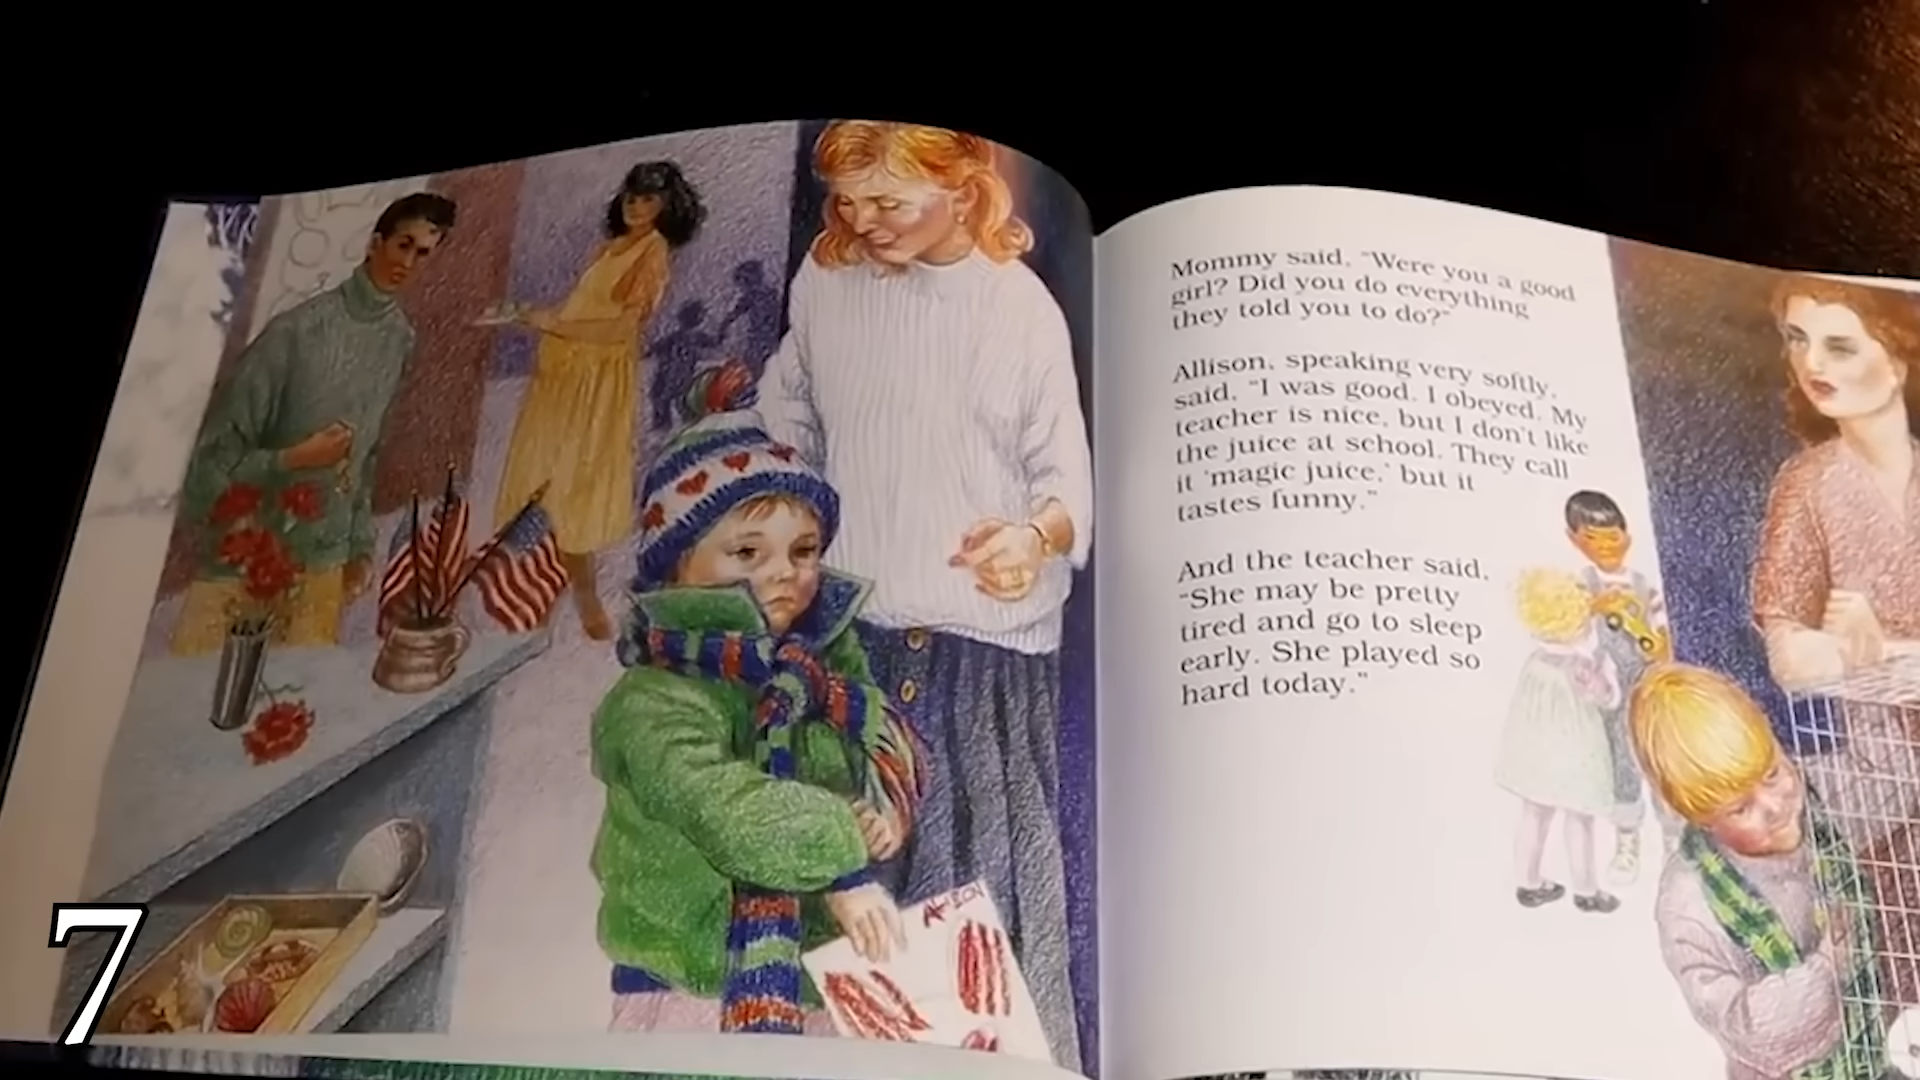 ALLISON
Mommy said, "Were you a good
girl? Did you do everything
they told you to do?"
Allison, speaking very softly,
said, "I was good. I obeyed. My
teacher is nice, but I don't like
the juice at school. They call
it 'magic juice,' but it
tastes funny."
And the teacher said,
"She may be pretty
tired and go to sleep
early. She played so
hard today."
7